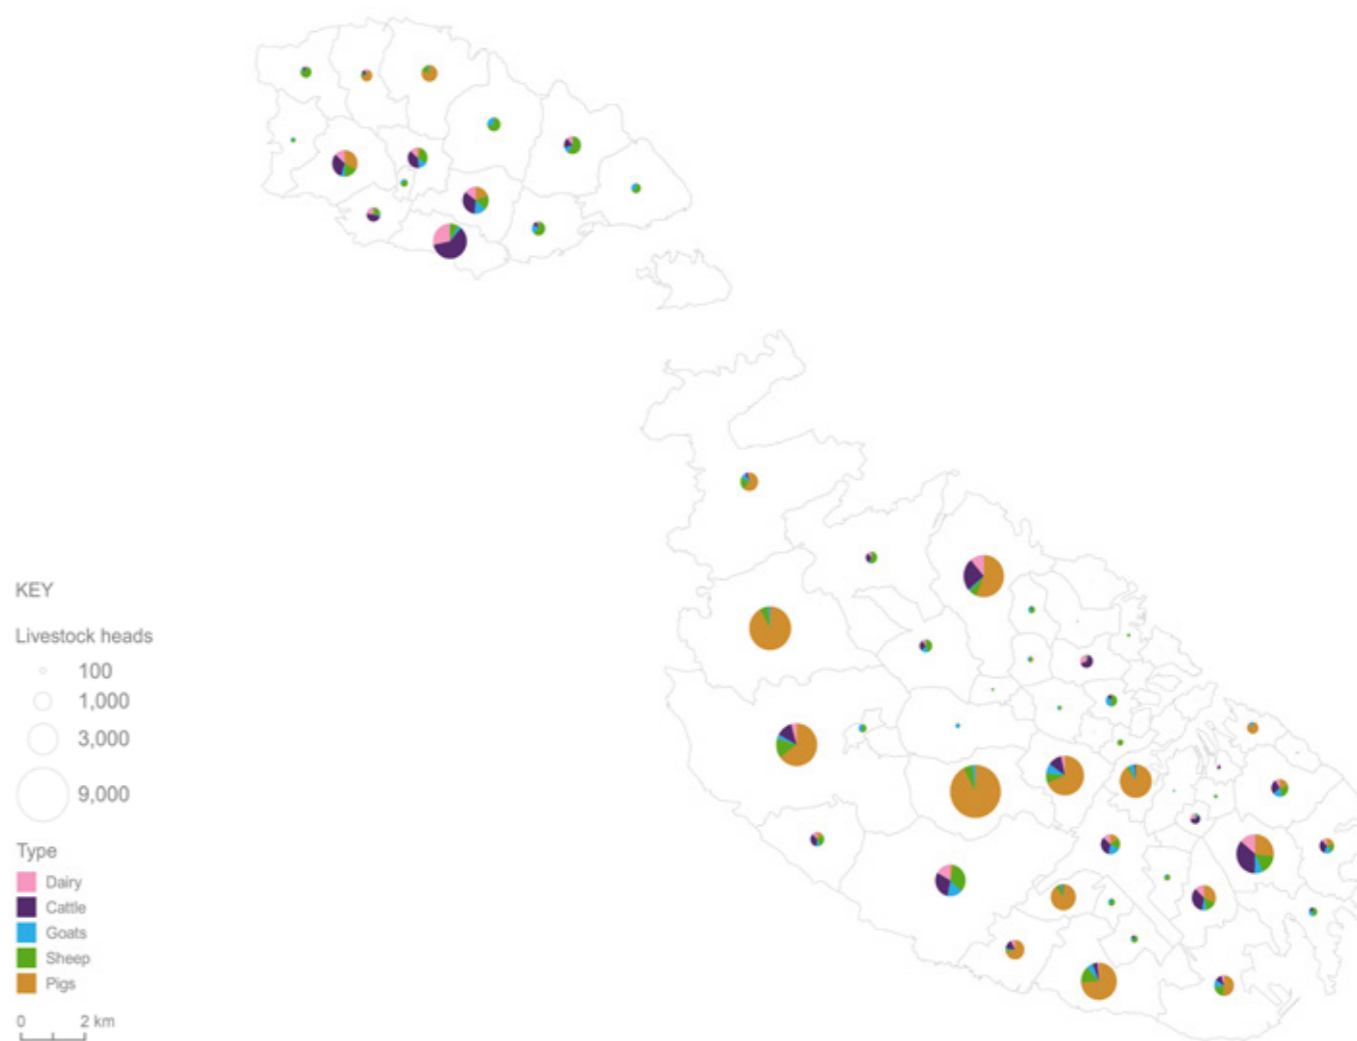 KEY
Livestock heads
100
1,000
3,000
9,000
Type
Dairy
Cattle
Goats
Sheep
Pigs
0 2 km